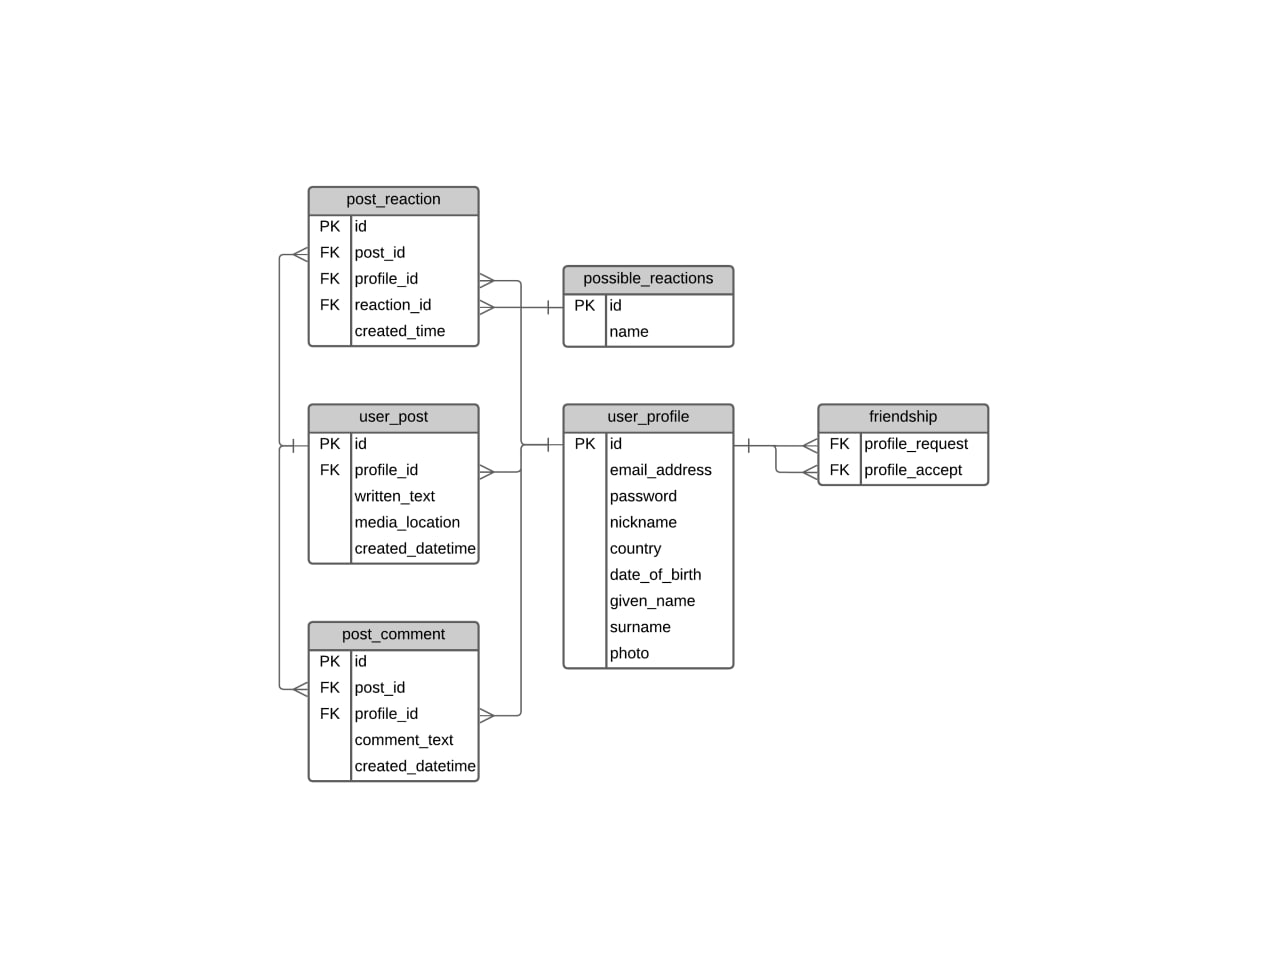 post_reaction
PK id
FK post_id
FK profile_id
FK reaction_id
created_time
possible_reactions
PK id
name
user_post
PK id
FK profile_id
written_text
media_location
created_datetime
user_profile
PK id
email_address
password
nickname
country
date_of_birth
given_name
surname
photo
friendship
FK profile_request
FK profile_accept
post_comment
PK id
FK post_id
FK profile_id
comment_text
created_datetime